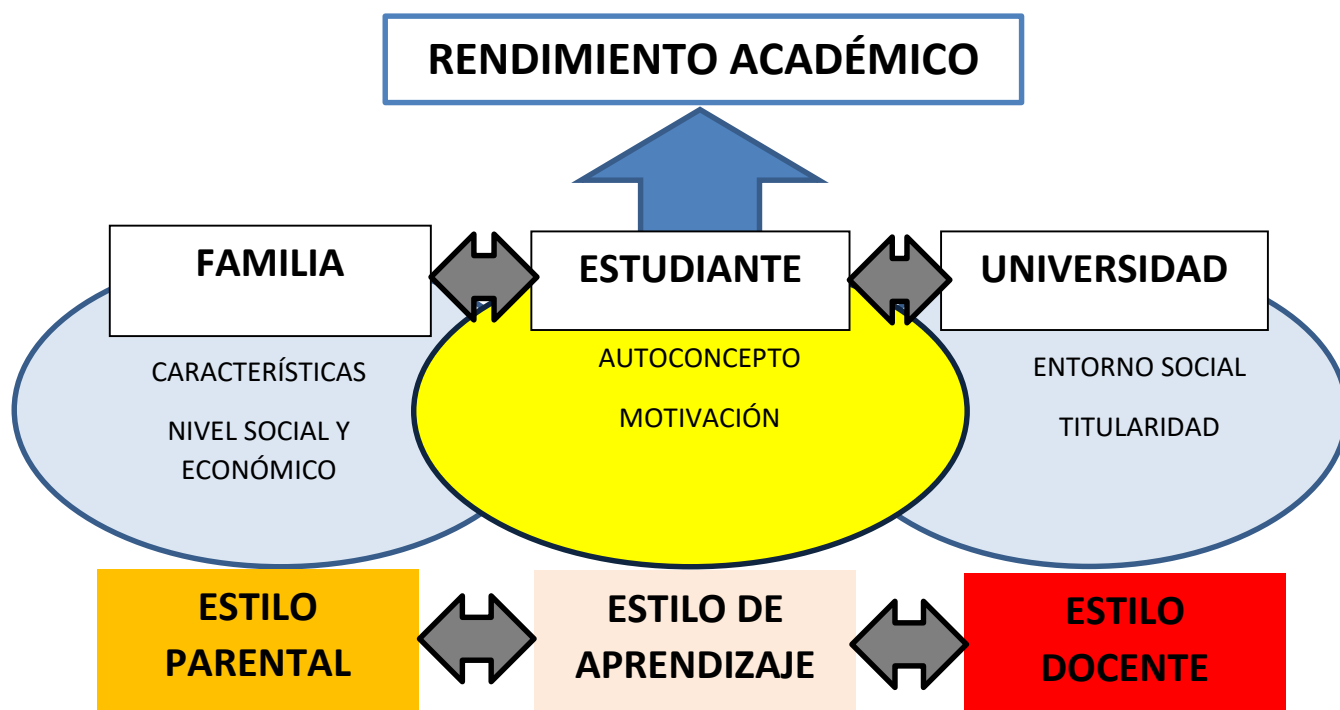 RENDIMIENTO ACADÉMICO
FAMILIA
ESTUDIANTE
UNIVERSIDAD
CARACTERÍSTICAS
NIVEL SOCIAL Y
ECONÓMICO
AUTOCONCEPTO
MOTIVACIÓN
ENTORNO SOCIAL
TITULARIDAD
ESTILO
PARENTAL
ESTILO DE
APRENDIZAJE
ESTILO
DOCENTE